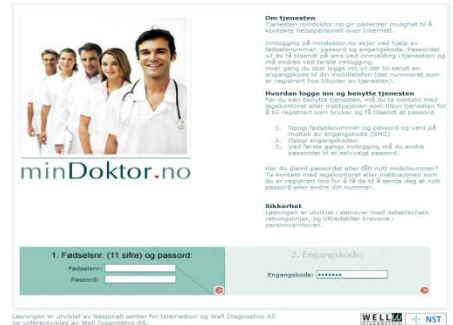 Om tjenesten
Tjenesten mindoktor.no gir pasienter mulighet til å
kontakte helsepersonell over Internett.
Innlogging på mindoktor.no skjer ved hjelp av
fødselsnummer, passord og engangskode. Passordet
vil du få tilsendt på sms ved innmelding i tjenesten og
må endres ved første innlogging.
Hver gang du skal logge inn vil det bli sendt en
engangskode til din mobiltelefon (det nummeret som
er registrert hos tilbyder av tjenesten).
Hvordan logge inn og benytte tjenesten
Før du kan benytte tjenesten, må du ta kontakt med
legekontoret eller institusjonen som tilbyr tjenesten for
å bli registrert som bruker og få tilsendt et passord.
1. Oppgi fødselsnummer og passord og vent på
mottak av engangskode (SMS)
2. Oppgi engangskoden.
3. Ved første gangs innlogging må du endre
passordet til et selvvalgt passord.
Har du glemt passordet eller fått nytt mobilnummer?
Ta kontakt med legekontoret eller institusjonen som
du er registrert hos for å få de til å sende deg et nytt
passord eller endre ditt nummer.
Sikkerhet
Løsningen er utviklet i samsvar med datatilsynets
retningslinjer, og tilfredstiller kravene i
personvernloven.
minDoktor.no
1. Fødselsnr. (11 sifre) og passord:
Fødselsnr:
Passord:
2. Engangskode:
Engangskode: •••••••
Løsningen er utviklet av Nasjonalt senter for telemedisin og Well Diagnostics AS
og videreutvikles av Well Diagnostics AS.
WELL
DIAGNOSTICS
NST